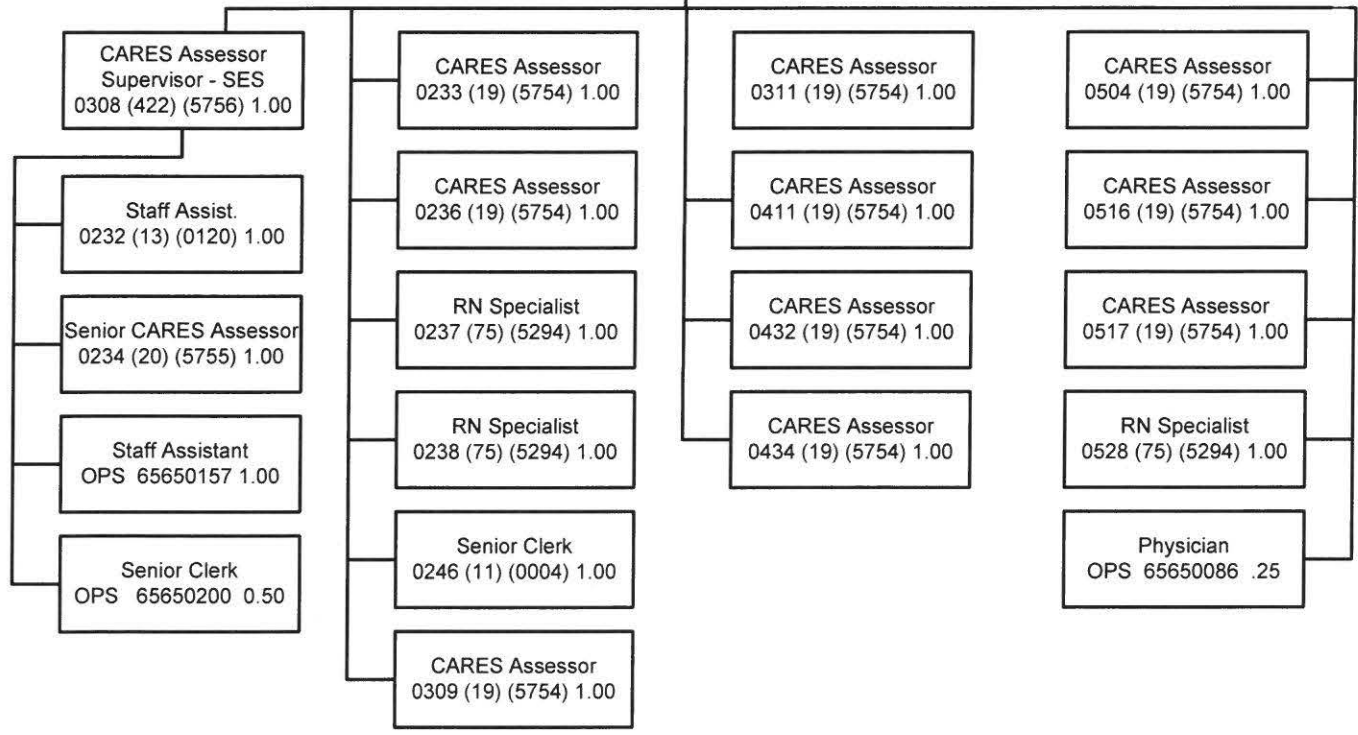 CARES Assessor
Supervisor - SES
0308 (422) (5756) 1.00
Staff Assist.
0232 (13) (0120) 1.00
Senior CARES Assessor
0234 (20) (5755) 1.00
Staff Assistant
OPS 65650157 1.00
Senior Clerk
OPS 65650200 0.50
CARES Assessor
0233 (19) (5754) 1.00
CARES Assessor
0236 (19) (5754) 1.00
RN Specialist
0237 (75) (5294) 1.00
RN Specialist
0238 (75) (5294) 1.00
Senior Clerk
0246 (11) (0004) 1.00
CARES Assessor
0309 (19) (5754) 1.00
CARES Assessor
0311 (19) (5754) 1.00
CARES Assessor
0411 (19) (5754) 1.00
CARES Assessor
0432 (19) (5754) 1.00
CARES Assessor
0434 (19) (5754) 1.00
CARES Assessor
0504 (19) (5754) 1.00
CARES Assessor
0516 (19) (5754) 1.00
CARES Assessor
0517 (19) (5754) 1.00
RN Specialist
0528 (75) (5294) 1.00
Physician
OPS 65650086 .25